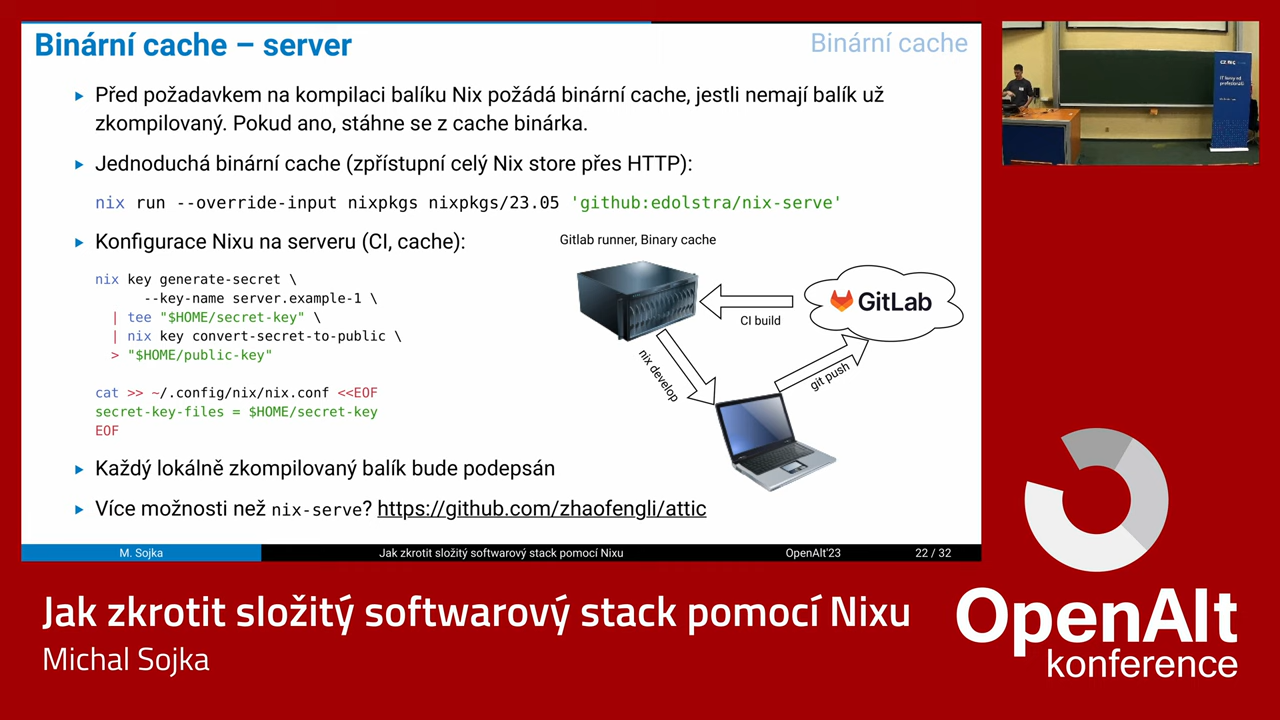 Binární cache – server
Binární cache
Před požadavkem na kompilaci balíku Nix požádá binární cache, jestli nemají balík už
zkompilovaný. Pokud ano, stáhne se z cache binárka.
Jednoduchá binární cache (zpřístupní celý Nix store přes HTTP):
nix run --override-input nixpkgs nixpkgs/23.05 'github:edolstra/nix-serve'
Konfigurace Nixu na serveru (CI, cache):
nix key generate-secret \
--key-name server.example-1 \
| tee "$HOME/secret-key" \
| nix key convert-secret-to-public \
> "$HOME/public-key"
cat >> ~/.config/nix/nix.conf <<EOF
secret-key-files = $HOME/secret-key
EOF
Gitlab runner, Binary cache
GitLab
CI build
nix develop
git push
Každý lokálně zkompilovaný balík bude podepsán
Více možnosti než nix-serve? https://github.com/zhaofengli/attic
M. Sojka
Jak zkrotit složitý softwarový stack pomocí Nixu
OpenAlt'23
22 / 32
CZ.NIC
IT kurzy od
profesionálů
Jak zkrotit složitý softwarový stack pomocí Nixu
Michal Sojka
OpenAlt
konference